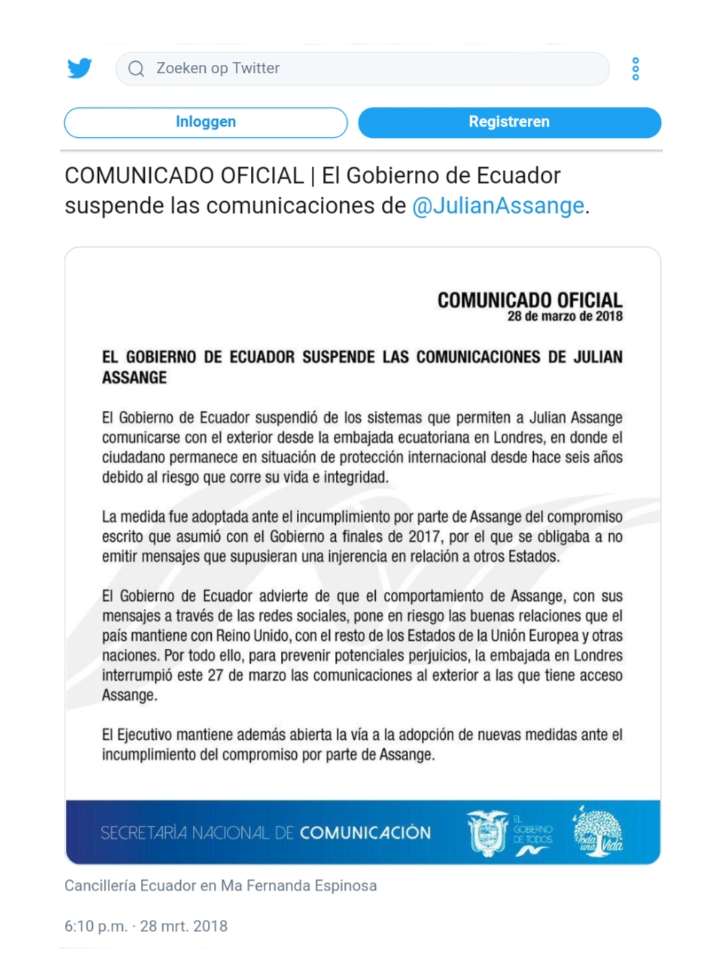 Zoeken op Twitter
Inloggen
Registreren
COMUNICADO OFICIAL | El Gobierno de Ecuador
suspende las comunicaciones de @JulianAssange.
COMUNICADO OFICIAL
28 de marzo de 2018
EL GOBIERNO DE ECUADOR SUSPENDE LAS COMUNICACIONES DE JULIAN
ASSANGE
El Gobierno de Ecuador suspendió de los sistemas que permiten a Julian Assange
comunicarse con el exterior desde la embajada ecuatoriana en Londres, en donde el
ciudadano permanece en situación de protección internacional desde hace seis años
debido al riesgo que corre su vida e integridad.
La medida fue adoptada ante el incumplimiento por parte de Assange del compromiso
escrito que asumió con el Gobierno a finales de 2017, por el que se obligaba a no
emitir mensajes que supusieran una injerencia en relación a otros Estados.
El Gobierno de Ecuador advierte de que el comportamiento de Assange, con sus
mensajes a través de las redes sociales, pone en riesgo las buenas relaciones que el
país mantiene con Reino Unido, con el resto de los Estados de la Unión Europea y otras
naciones. Por todo ello, para prevenir potenciales perjuicios, la embajada en Londres
interrumpió este 27 de marzo las comunicaciones al exterior a las que tiene acceso
Assange.
El Ejecutivo mantiene además abierta la vía a la adopción de nuevas medidas ante el
incumplimiento del compromiso por parte de Assange.
SECRETARÍA NACIONAL DE COMUNICACIÓN
EL
GOBIERNO
DE TODOS
Toda
una Vida
Cancillería Ecuador en Ma Fernanda Espinosa
6:10 p.m. · 28 mrt. 2018